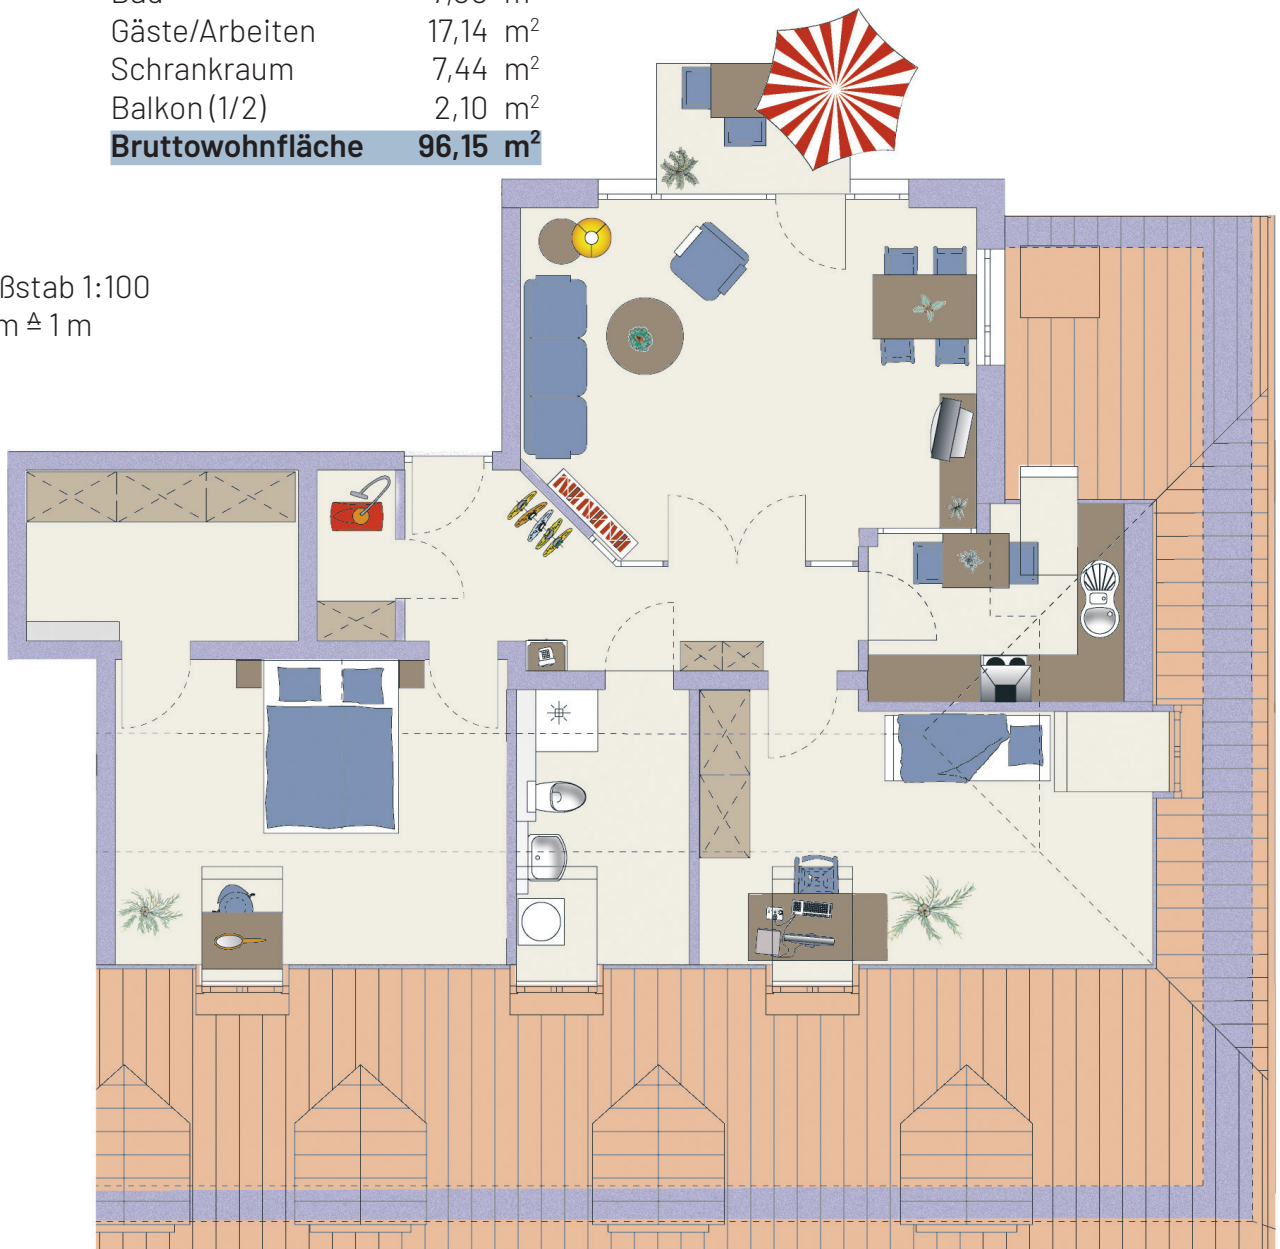 Gäste/Arbeiten 17,14 m²
Schrankraum 7,44 m²
Balkon (1/2) 2,10 m²
Bruttowohnfläche 96,15 m²
ßstab 1:100
m ≙ 1 m